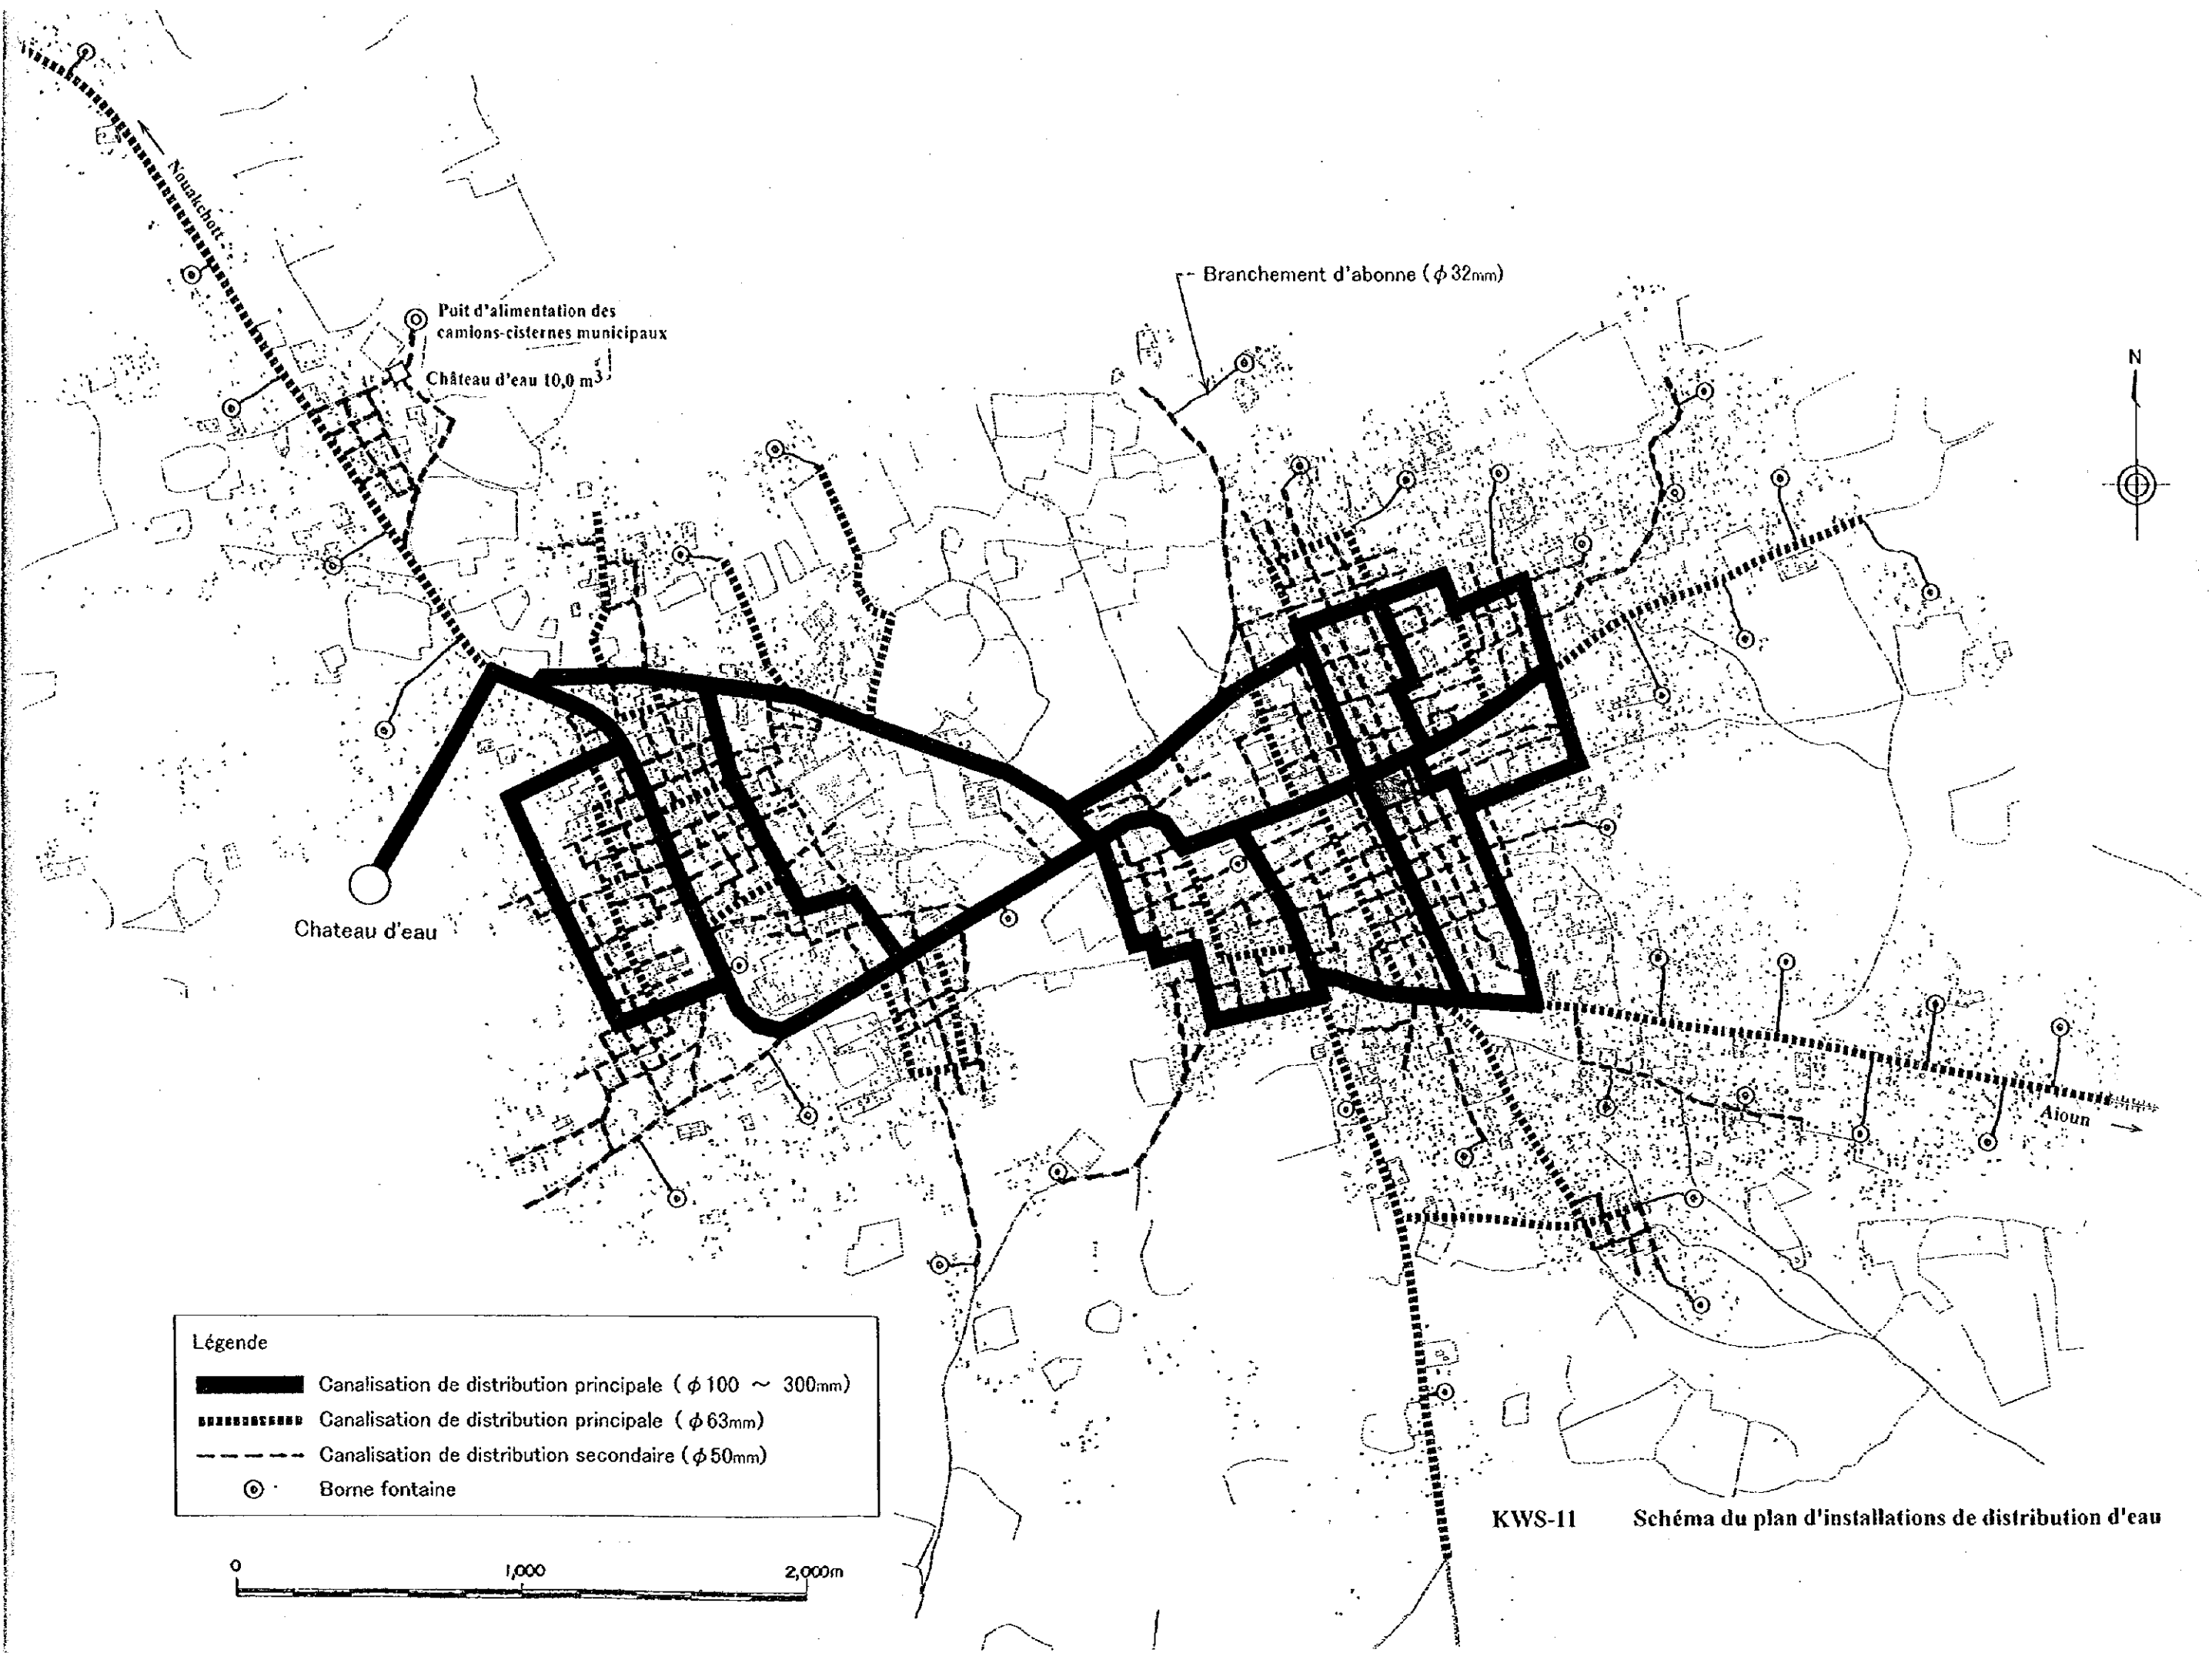 Nouakchott
Puit d'alimentation des
camions-cisternes municipaux
Château d'eau 10,0 m³
Branchement d'abonne (ϕ32mm)
N
Chateau d'eau
Aioun
Légende
Canalisation de distribution principale (ϕ100 ～ 300mm)
Canalisation de distribution principale (ϕ63mm)
Canalisation de distribution secondaire (ϕ50mm)
Borne fontaine
0 1,000 2,000m
KWS-11 Schéma du plan d'installations de distribution d'eau